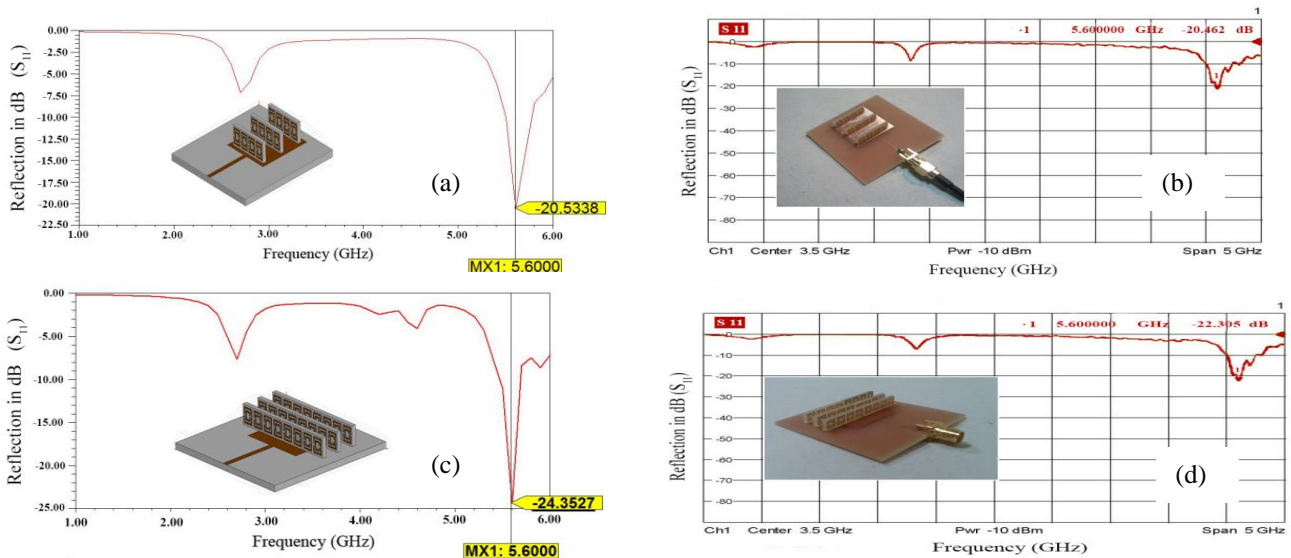 0.00
-2.50
-5.00
-7.50
-10.00
-12.50
-15.00
-17.50
-20.00
22.50
Reflection in dB (S11)
(a)
-20.5338
1.00 2.00 3.00 4.00 5.00 6.00
Frequency (GHz)
MX1: 5.6000
1
S 11
·1 5.600000 GHz -20.462 dB
0
-10
-20
-30
-40
-50
-60
-70
-80
Reflection in dB (S11)
1
(b)
Ch1 Center 3.5 GHz Pwr -10 dBm Span 5 GHz
Frequency (GHz)
0.00
-5.00
-10.00
-15.00
-20.00
-25.00
Reflection in dB (S11)
(c)
-24.3527
1.00 2.00 3.00 4.00 5.00 6.00
Frequency (GHz)
MX1: 5.6000
1
S 11
·1 5.600000 GHz -22.305 dB
0
-10
-20
-30
-40
-50
-60
-70
-80
Reflection in dB (S11)
1
(d)
Ch1 Center 3.5 GHz Pwr -10 dBm Span 5 GHz
Frequency (GHz)